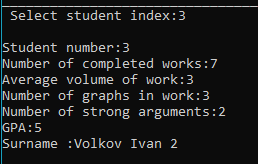 Select student index:3
Student number:3
Number of completed works:7
Average volume of work:3
Number of graphs in work:3
Number of strong arguments:2
GPA:5
Surname :Volkov Ivan 2